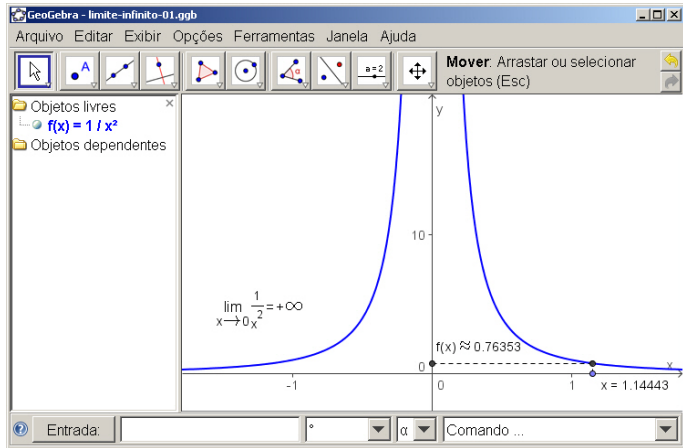 GeoGebra - limite-infinito-01.ggb
Arquivo Editar Exibir Opções Ferramentas Janela Ajuda
A
a=2
Mover: Arrastar ou selecionar
objetos (Esc)
Objetos livres
f(x) = 1 / x²
Objetos dependentes
y
10
lim 1/x² = +∞
x→0
f(x) ≈ 0.76353
0
x
-1
0
1
x = 1.14443
Entrada:
°
α
Comando ...